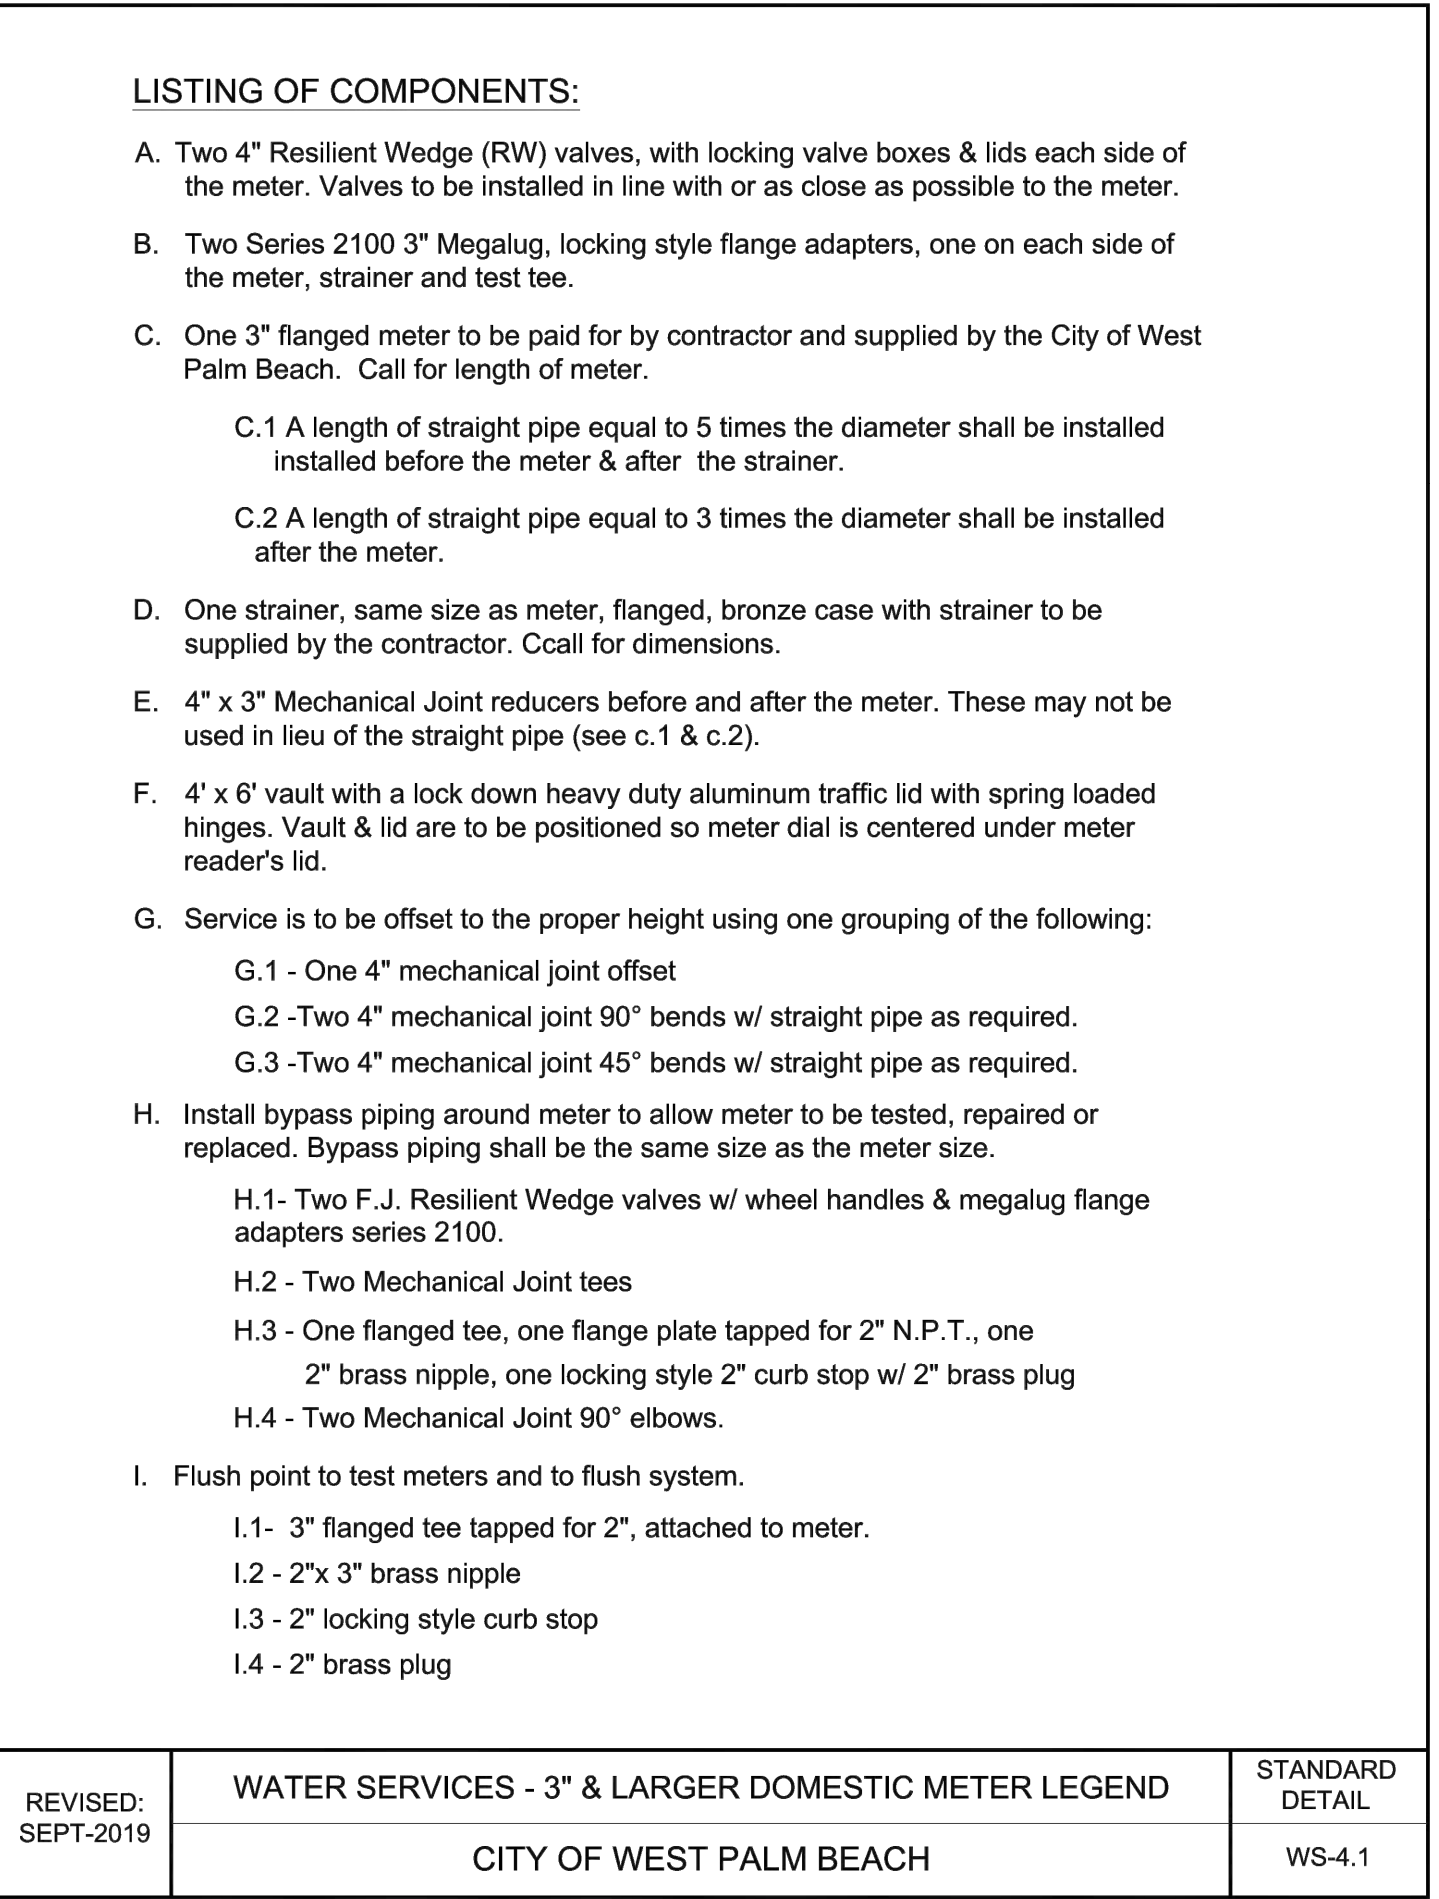 LISTING OF COMPONENTS:
A. Two 4" Resilient Wedge (RW) valves, with locking valve boxes & lids each side of
the meter. Valves to be installed in line with or as close as possible to the meter.
B. Two Series 2100 3" Megalug, locking style flange adapters, one on each side of
the meter, strainer and test tee.
C. One 3" flanged meter to be paid for by contractor and supplied by the City of West
Palm Beach. Call for length of meter.
C.1 A length of straight pipe equal to 5 times the diameter shall be installed
installed before the meter & after the strainer.
C.2 A length of straight pipe equal to 3 times the diameter shall be installed
after the meter.
D. One strainer, same size as meter, flanged, bronze case with strainer to be
supplied by the contractor. Ccall for dimensions.
E. 4" x 3" Mechanical Joint reducers before and after the meter. These may not be
used in lieu of the straight pipe (see c.1 & c.2).
F. 4' x 6' vault with a lock down heavy duty aluminum traffic lid with spring loaded
hinges. Vault & lid are to be positioned so meter dial is centered under meter
reader's lid.
G. Service is to be offset to the proper height using one grouping of the following:
G.1 - One 4" mechanical joint offset
G.2 -Two 4" mechanical joint 90° bends w/ straight pipe as required.
G.3 -Two 4" mechanical joint 45° bends w/ straight pipe as required.
H. Install bypass piping around meter to allow meter to be tested, repaired or
replaced. Bypass piping shall be the same size as the meter size.
H.1- Two F.J. Resilient Wedge valves w/ wheel handles & megalug flange
adapters series 2100.
H.2 - Two Mechanical Joint tees
H.3 - One flanged tee, one flange plate tapped for 2" N.P.T., one
2" brass nipple, one locking style 2" curb stop w/ 2" brass plug
H.4 - Two Mechanical Joint 90° elbows.
I. Flush point to test meters and to flush system.
I.1- 3" flanged tee tapped for 2", attached to meter.
I.2 - 2"x 3" brass nipple
I.3 - 2" locking style curb stop
I.4 - 2" brass plug
REVISED:
SEPT-2019
WATER SERVICES - 3" & LARGER DOMESTIC METER LEGEND
CITY OF WEST PALM BEACH
STANDARD
DETAIL
WS-4.1